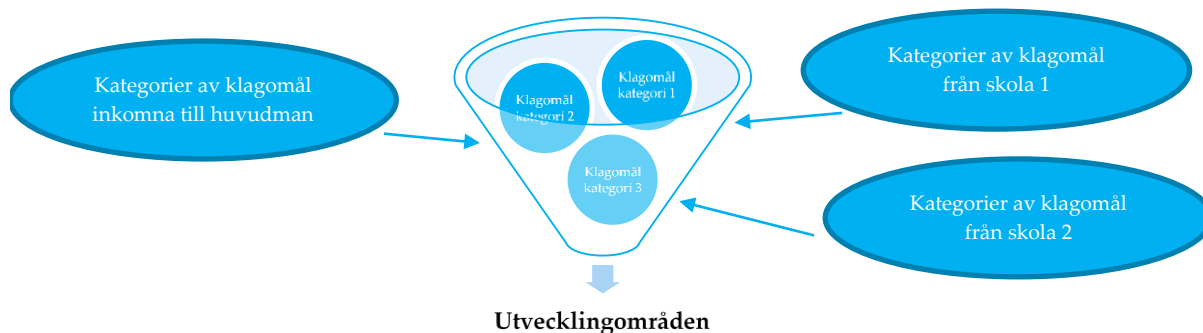 Kategorier av klagomål
inkomna till huvudman
Klagomål
kategori 1
Klagomål
kategori 2
Klagomål
kategori 3
Kategorier av klagomål
från skola 1
Kategorier av klagomål
från skola 2
Utvecklingområden